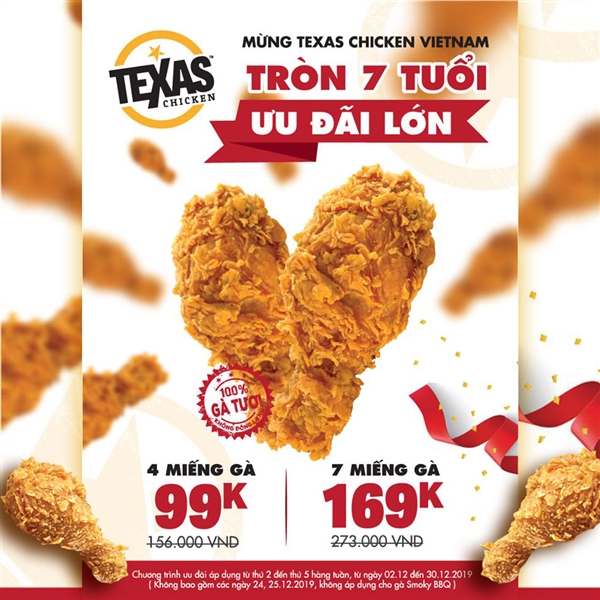 TEXAS
CHICKEN
MỪNG TEXAS CHICKEN VIETNAM
TRÒN 7 TUỔI
ƯU ĐÃI LỚN
100%
GÀ TƯƠI
KHÔNG ĐÔNG
4 MIẾNG GÀ
99K
156.000 VND
7 MIẾNG GÀ
169K
273.000 VND
Chương trình ưu đãi áp dụng từ thứ 2 đến thứ 5 hàng tuần, từ ngày 02.12 đến 30.12.2019
( Không bao gồm các ngày 24, 25.12.2019, không áp dụng cho gà Smoky BBQ )